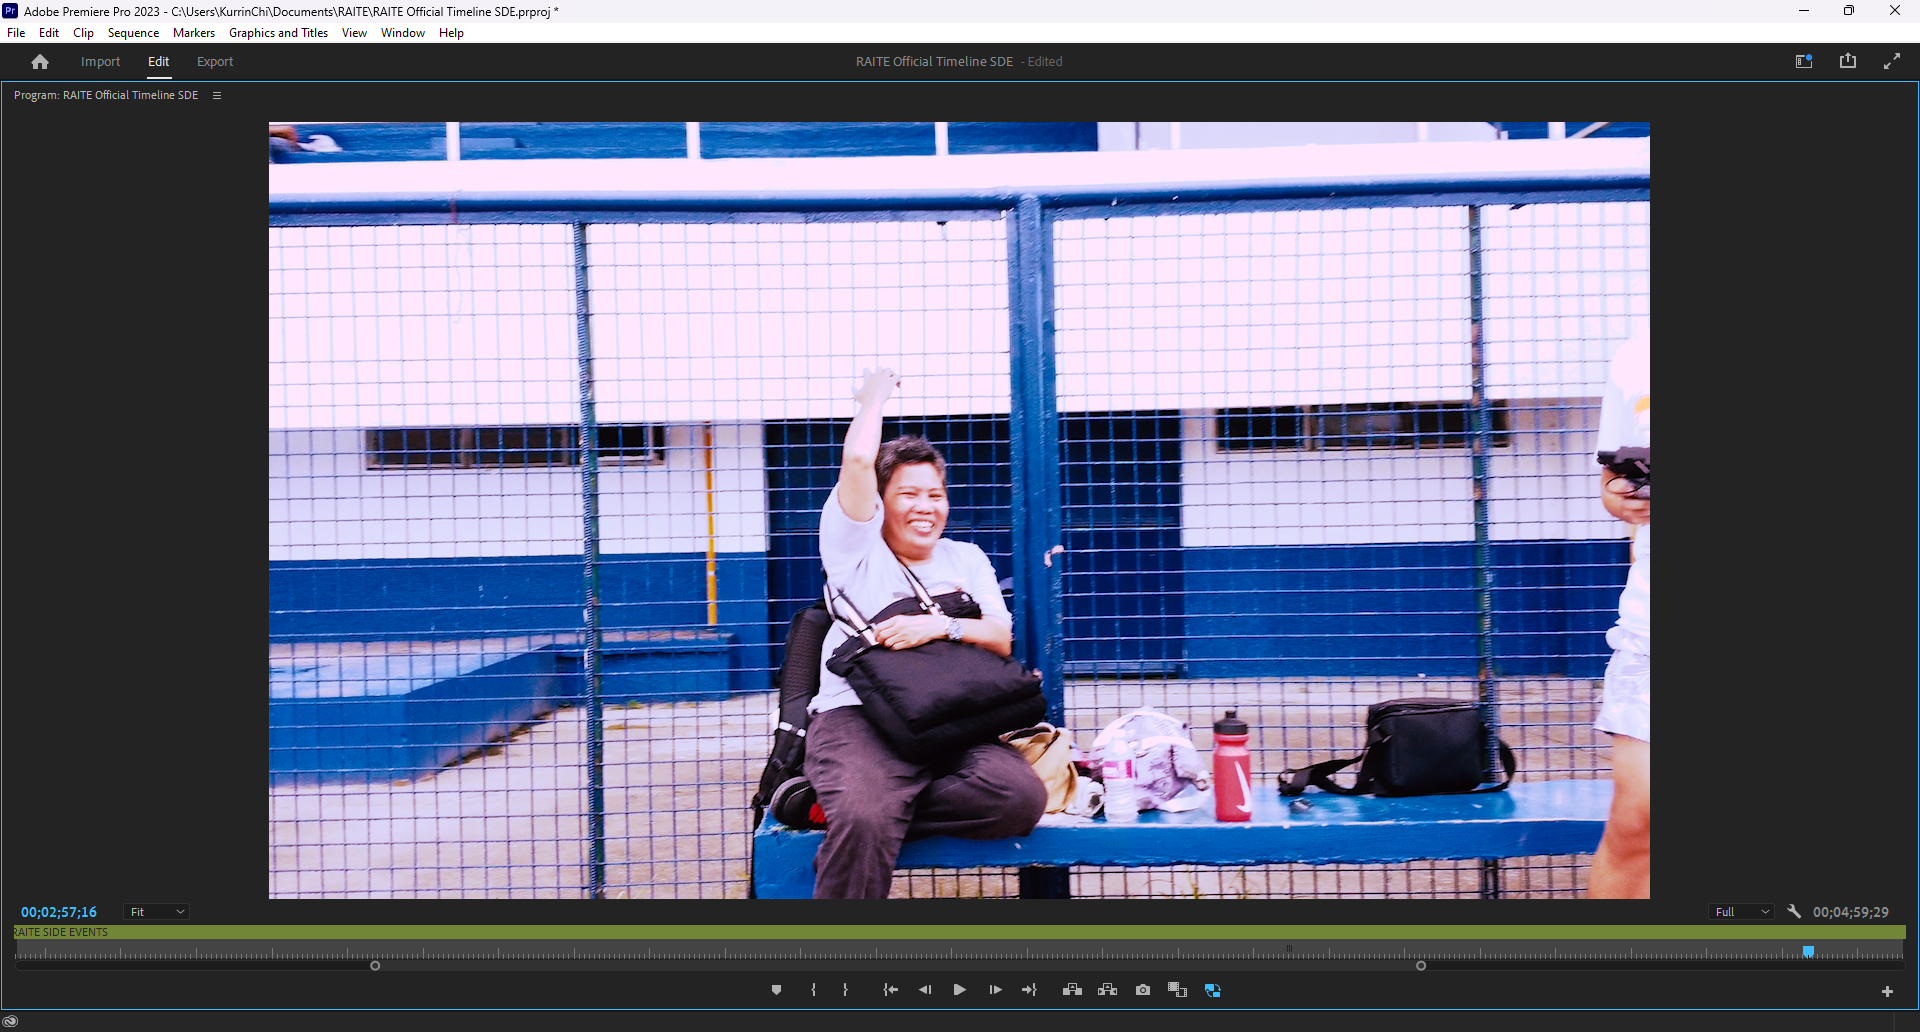 Pr Adobe Premiere Pro 2023 - C:\Users\KurrinChi\Documents\RAITE\RAITE Official Timeline SDE.prproj *
File Edit Clip Sequence Markers Graphics and Titles View Window Help
Import Edit Export RAITE Official Timeline SDE - Edited
Program: RAITE Official Timeline SDE
00;02;57;16 Fit Full 00;04;59;29
RAITE SIDE EVENTS